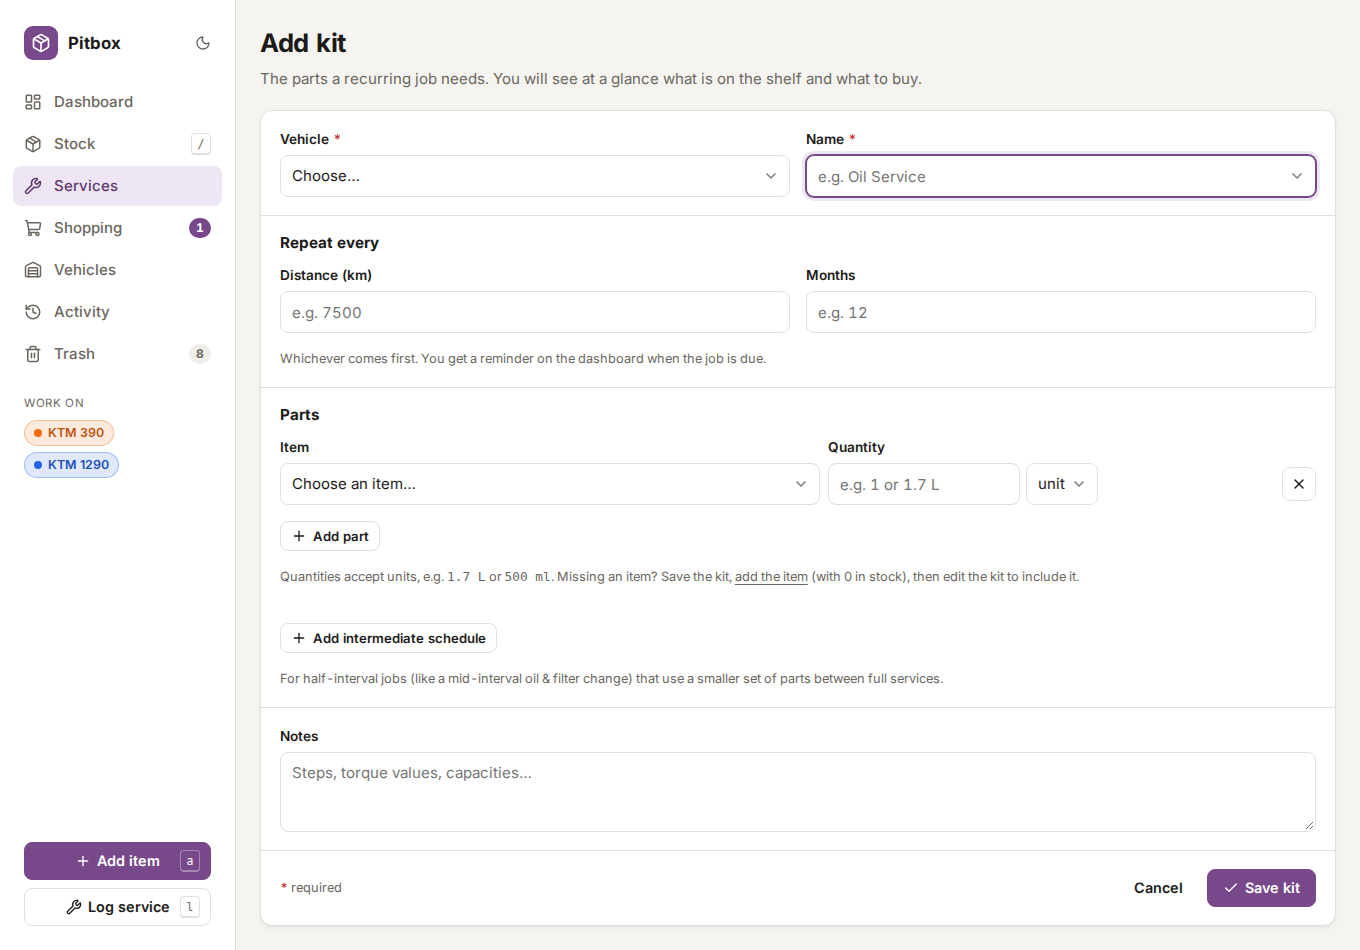 Pitbox
Dashboard
Stock /
Services
Shopping 1
Vehicles
Activity
Trash 8
WORK ON
KTM 390
KTM 1290
Add item a
Log service l
Add kit
The parts a recurring job needs. You will see at a glance what is on the shelf and what to buy.
Vehicle * Name *
Choose... e.g. Oil Service
Repeat every
Distance (km) Months
e.g. 7500 e.g. 12
Whichever comes first. You get a reminder on the dashboard when the job is due.
Parts
Item Quantity
Choose an item... e.g. 1 or 1.7 L unit
Add part
Quantities accept units, e.g. 1.7 L or 500 ml. Missing an item? Save the kit, add the item (with 0 in stock), then edit the kit to include it.
Add intermediate schedule
For half-interval jobs (like a mid-interval oil & filter change) that use a smaller set of parts between full services.
Notes
Steps, torque values, capacities...
* required Cancel Save kit